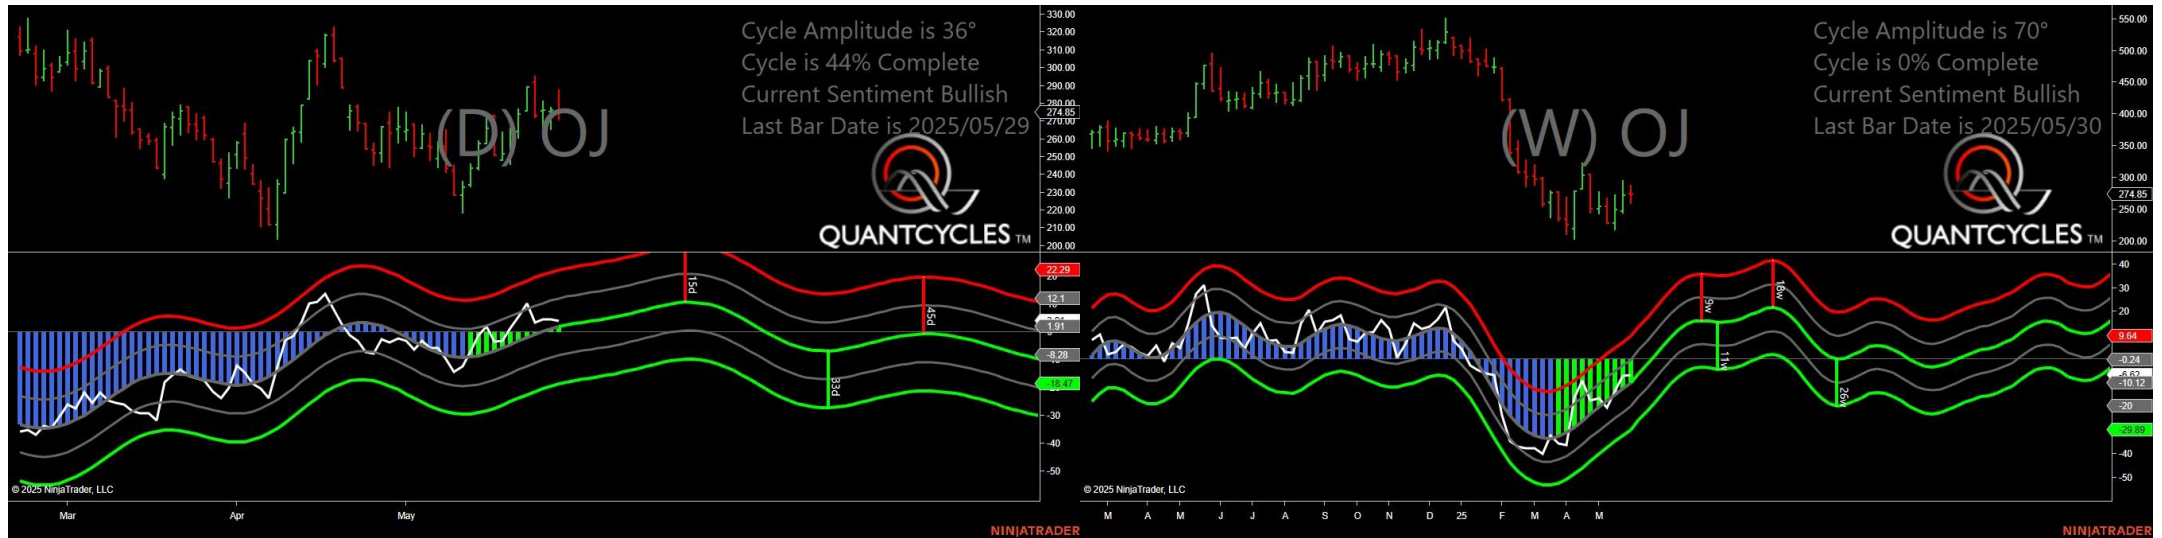 Cycle Amplitude is 36°
Cycle is 44% Complete
Current Sentiment Bullish
Last Bar Date is 2025/05/29
(D) OJ
QUANTCYCLES TM
330.00
320.00
310.00
300.00
290.00
280.00
274.85
270.00
260.00
250.00
240.00
230.00
220.00
210.00
200.00
22.29
12.1
1.91
-8.28
-18.47
-30
-40
-50
15d
33d
45d
© 2025 NinjaTrader, LLC
Mar
Apr
May
NINJATRADER
Cycle Amplitude is 70°
Cycle is 0% Complete
Current Sentiment Bullish
Last Bar Date is 2025/05/30
(W) OJ
QUANTCYCLES TM
550.00
500.00
450.00
400.00
350.00
300.00
274.85
250.00
200.00
40
30
20
9.64
-0.24
-10.12
-20
-29.89
-40
-50
9w
11w
18w
26w
© 2025 NinjaTrader, LLC
M A M J J A S O N D 25 F M A M
NINJATRADER